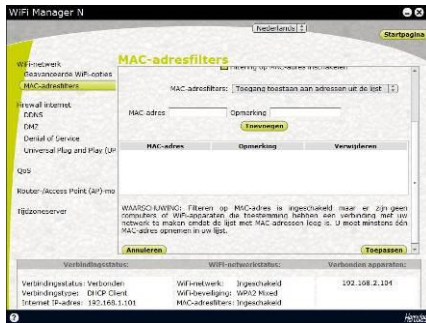 WiFi Manager N
Nederlands
Startpagina
MAC-adresfilters
WiFi-netwerk
Geavanceerde WiFi-opties
MAC-adresfilters
Firewall internet
DDNS
DMZ
Denial of Service
Universal Plug and Play (UP
QoS
Router-/Access Point (AP)-mo
Tijdzoneserver
Filtering op MAC-adres inschakelen
MAC-adresfilters: Toegang toestaan aan adressen uit de lijst
MAC-adres Opmerking
Toevoegen
MAC-adres Opmerking Verwijderen
WAARSCHUWING: Filteren op MAC-adres is ingeschakeld maar er zijn geen
computers of WiFi-apparaten die toestemming hebben een verbinding met uw
netwerk te maken omdat de lijst met MAC adressen leeg is. U moet minstens één
MAC-adres opnemen in uw lijst.
Annuleren Toepassen
Verbindingsstatus: WiFi-netwerkstatus: Verbonden apparaten:
Verbindingsstatus: Verbonden WiFi-netwerk: Ingeschakeld 192.168.2.104
Verbindingstype: DHCP Client WiFi-beveiliging: WPA2 Mixed
Internet IP-adres: 192.168.1.101 MAC-adresfilters: Ingeschakeld